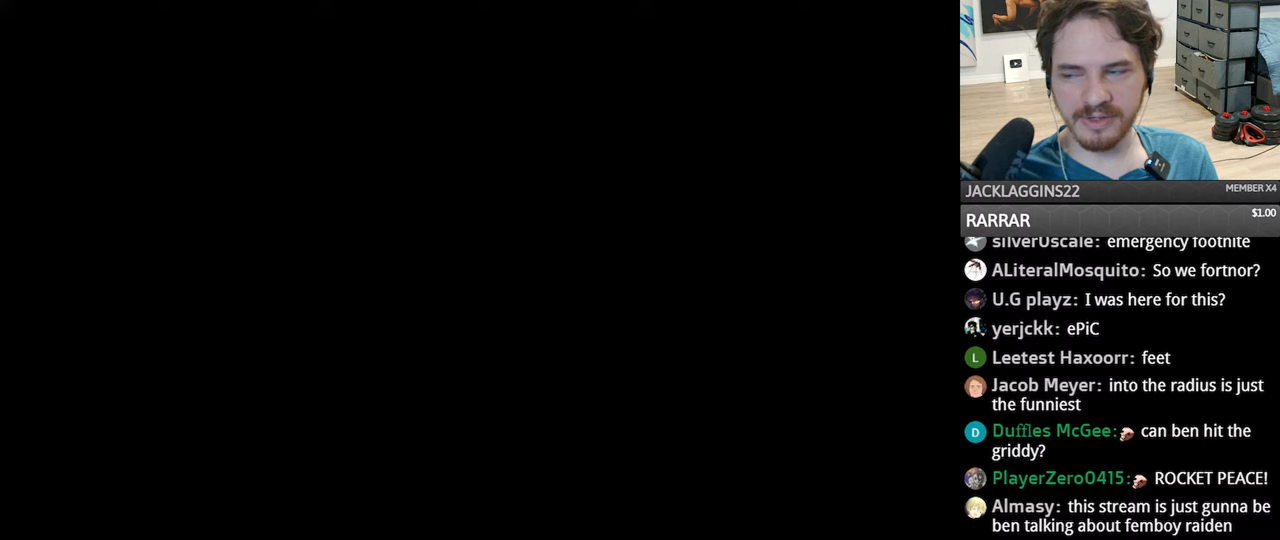 JACKLAGGINS22 MEMBER X4
RARRAR $1.00
silver0scale: emergency footnite
ALiteralMosquito: So we fortnor?
U.G playz: I was here for this?
yerjckk: ePiC
L Leetest Haxoorr: feet
Jacob Meyer: into the radius is just
the funniest
D Duffles McGee: can ben hit the
griddy?
PlayerZero0415: ROCKET PEACE!
Almasy: this stream is just gunna be
ben talking about femboy raiden